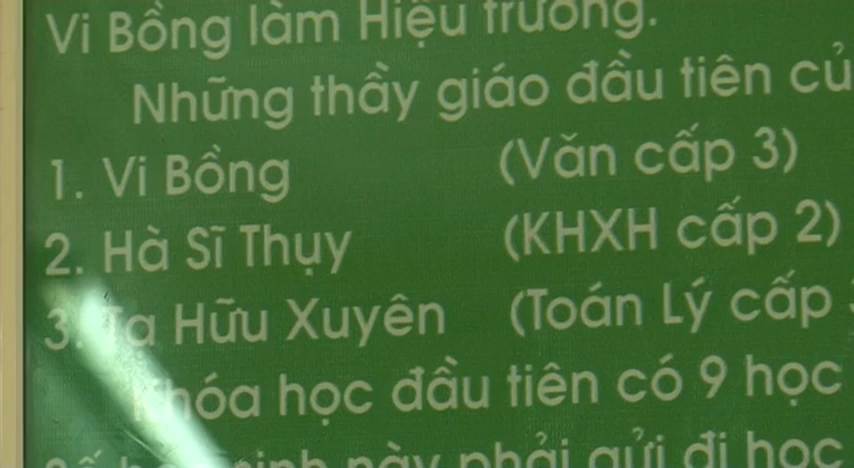 Vi Bồng làm Hiệu trưởng.
Những thầy giáo đầu tiên củ
1. Vi Bồng (Văn cấp 3)
2. Hà Sĩ Thụy (KHXH cấp 2)
3. Tạ Hữu Xuyên (Toán Lý cấp
Khóa học đầu tiên có 9 học
này phải gửi đi học